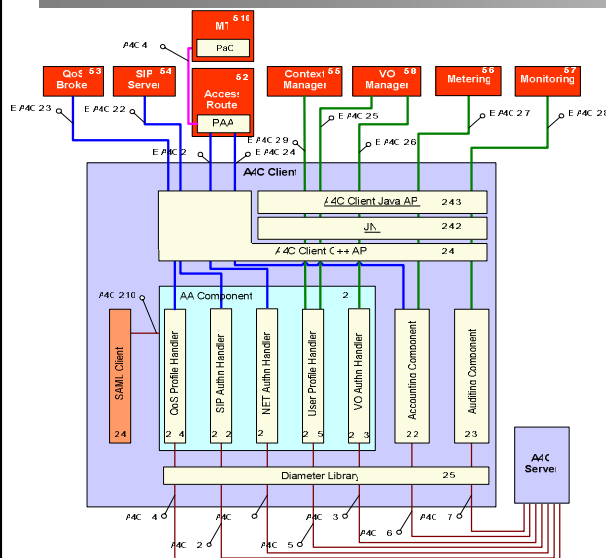 MT 516
PaC
A4C 4
QoS Broke 53
SIP Server 54
52
Access Route
PAA
Context Manager 55
VO Manager 58
Metering 56
Monitoring 57
E A4C 23
E A4C 22
E A4C 2
E A4C 24
E A4C 29
E A4C 25
E A4C 26
E A4C 27
E A4C 28
A4C Client
A4C Client Java AP 243
JN 242
A4C Client C++ AP 24
A4C 210
AA Component 2
SAML Client 24
QoS Profile Handler 2 4
SIP Authn Handler 2 2
NET Authn Handler 2
User Profile Handler 2 5
VO Authn Handler 2 3
Accounting Component 22
Auditing Component 23
Diameter Library 25
A4C Server
A4C 4
A4C 2
A4C 5
A4C 3
A4C 6
A4C 7